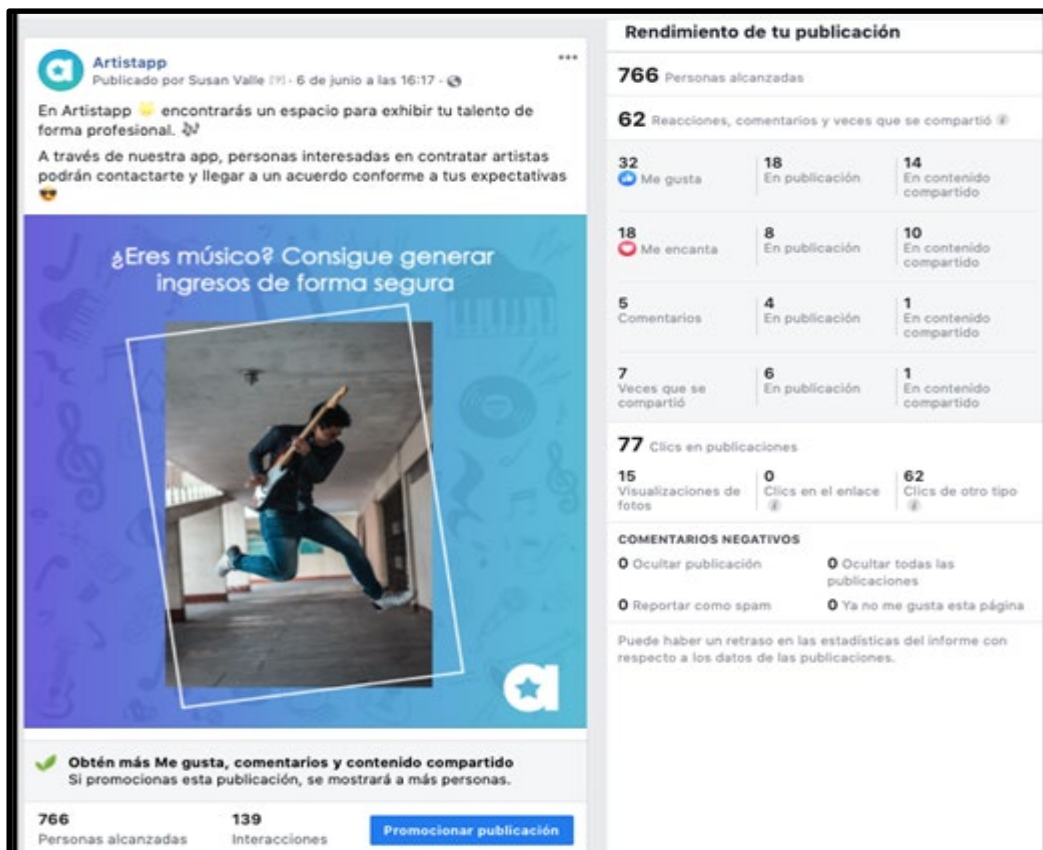 Artistapp
Publicado por Susan Valle [?] · 6 de junio a las 16:17 ·
En Artistapp encontrarás un espacio para exhibir tu talento de
forma profesional.
A través de nuestra app, personas interesadas en contratar artistas
podrán contactarte y llegar a un acuerdo conforme a tus expectativas
¿Eres músico? Consigue generar
ingresos de forma segura
a
Obtén más Me gusta, comentarios y contenido compartido
Si promocionas esta publicación, se mostrará a más personas.
766
Personas alcanzadas
139
Interacciones
Promocionar publicación
Rendimiento de tu publicación
766 Personas alcanzadas
62 Reacciones, comentarios y veces que se compartió
32
Me gusta
18
En publicación
14
En contenido
compartido
18
Me encanta
8
En publicación
10
En contenido
compartido
5
Comentarios
4
En publicación
1
En contenido
compartido
7
Veces que se
compartió
6
En publicación
1
En contenido
compartido
77 Clics en publicaciones
15
Visualizaciones de
fotos
0
Clics en el enlace
62
Clics de otro tipo
COMENTARIOS NEGATIVOS
0 Ocultar publicación
0 Ocultar todas las
publicaciones
0 Reportar como spam
0 Ya no me gusta esta página
Puede haber un retraso en las estadísticas del informe con
respecto a los datos de las publicaciones.